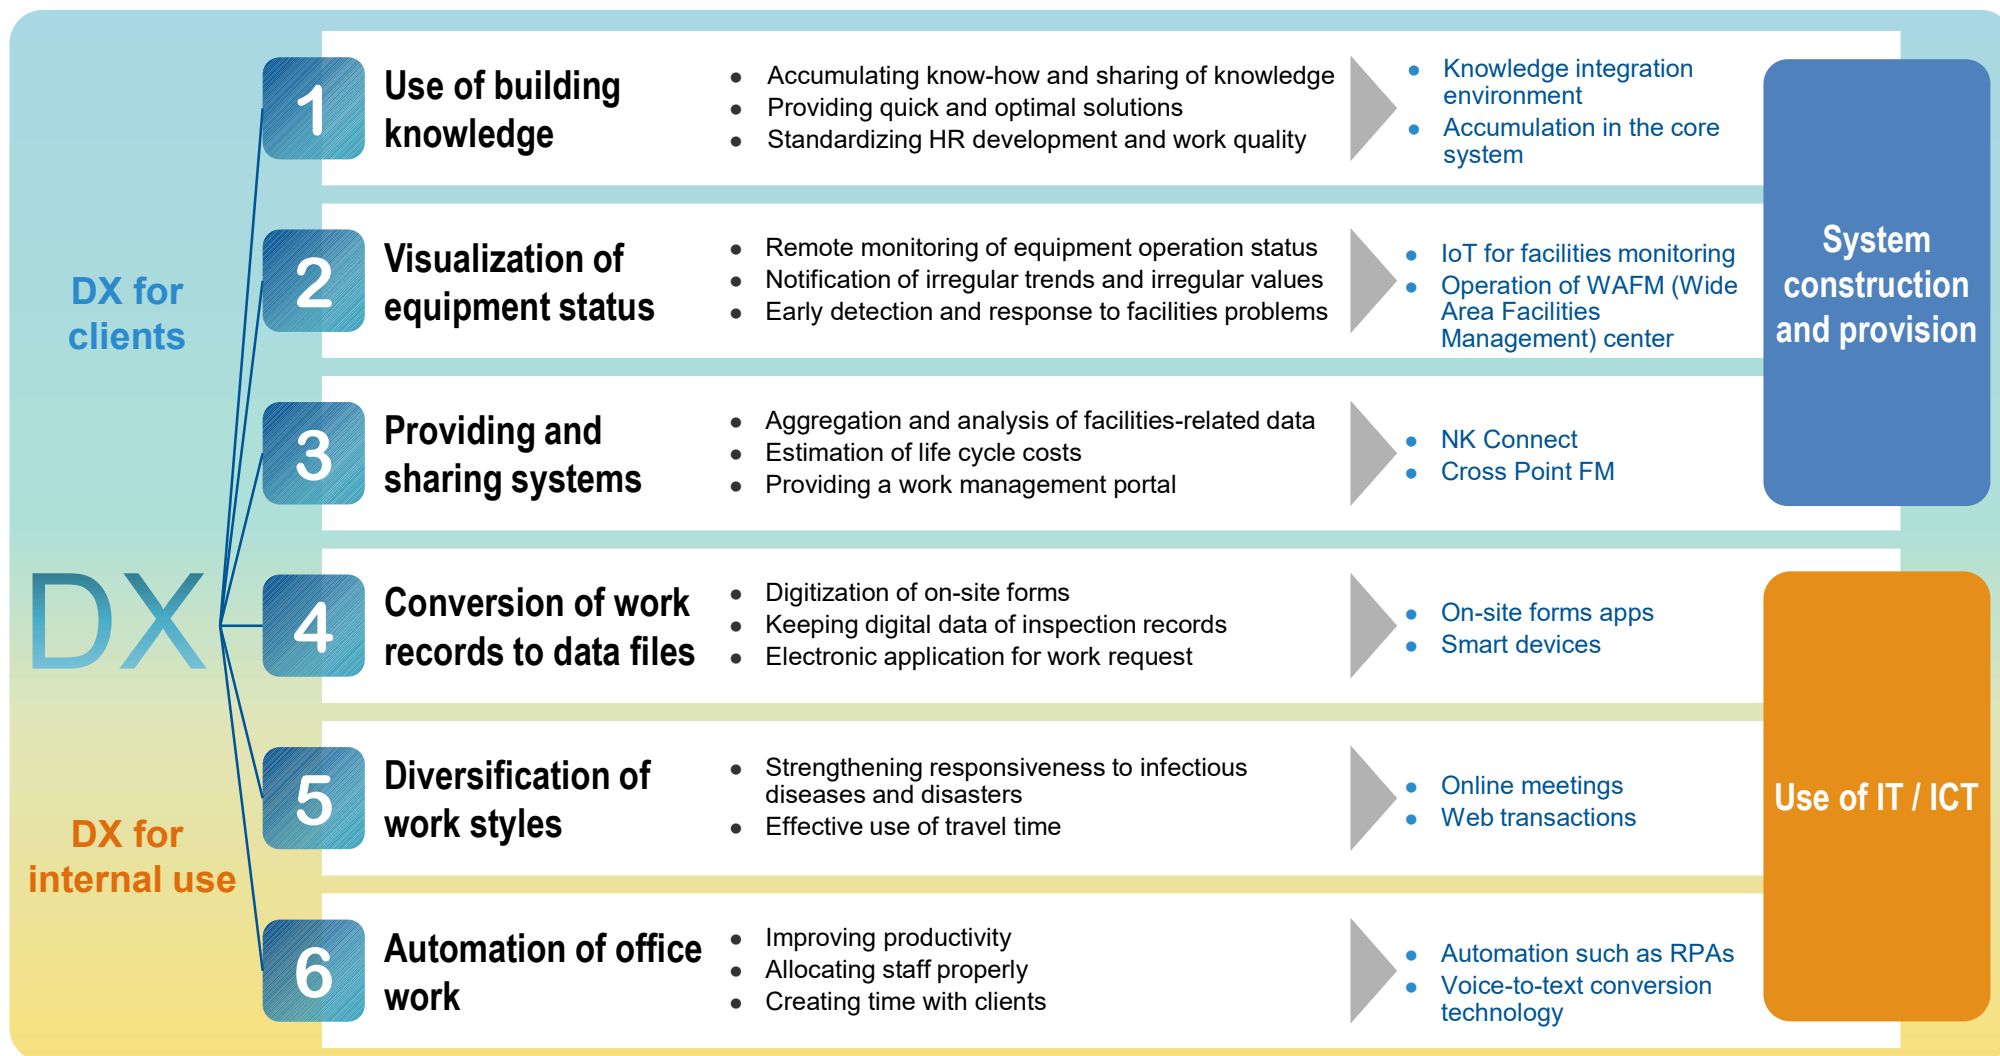 DX for
clients
DX
DX for
internal use
1
Use of building
knowledge
• Accumulating know-how and sharing of knowledge
• Providing quick and optimal solutions
• Standardizing HR development and work quality
• Knowledge integration
environment
• Accumulation in the core
system
2
Visualization of
equipment status
• Remote monitoring of equipment operation status
• Notification of irregular trends and irregular values
• Early detection and response to facilities problems
• IoT for facilities monitoring
• Operation of WAFM (Wide
Area Facilities
Management) center
3
Providing and
sharing systems
• Aggregation and analysis of facilities-related data
• Estimation of life cycle costs
• Providing a work management portal
• NK Connect
• Cross Point FM
System
construction
and provision
4
Conversion of work
records to data files
• Digitization of on-site forms
• Keeping digital data of inspection records
• Electronic application for work request
• On-site forms apps
• Smart devices
5
Diversification of
work styles
• Strengthening responsiveness to infectious
diseases and disasters
• Effective use of travel time
• Online meetings
• Web transactions
6
Automation of office
work
• Improving productivity
• Allocating staff properly
• Creating time with clients
• Automation such as RPAs
• Voice-to-text conversion
technology
Use of IT / ICT